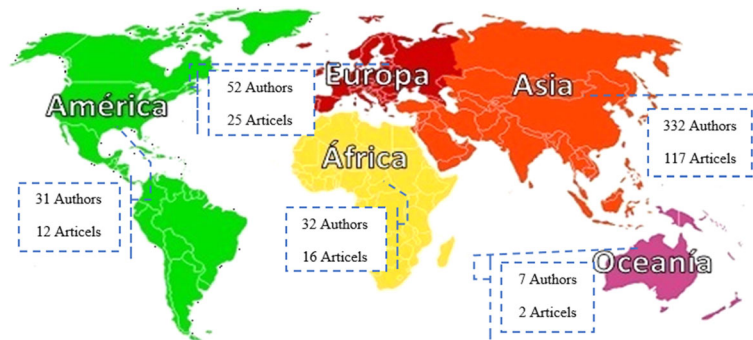 América
31 Authors
12 Articels
Europa
52 Authors
25 Articels
África
32 Authors
16 Articels
Asia
332 Authors
117 Articels
Oceanía
7 Authors
2 Articels